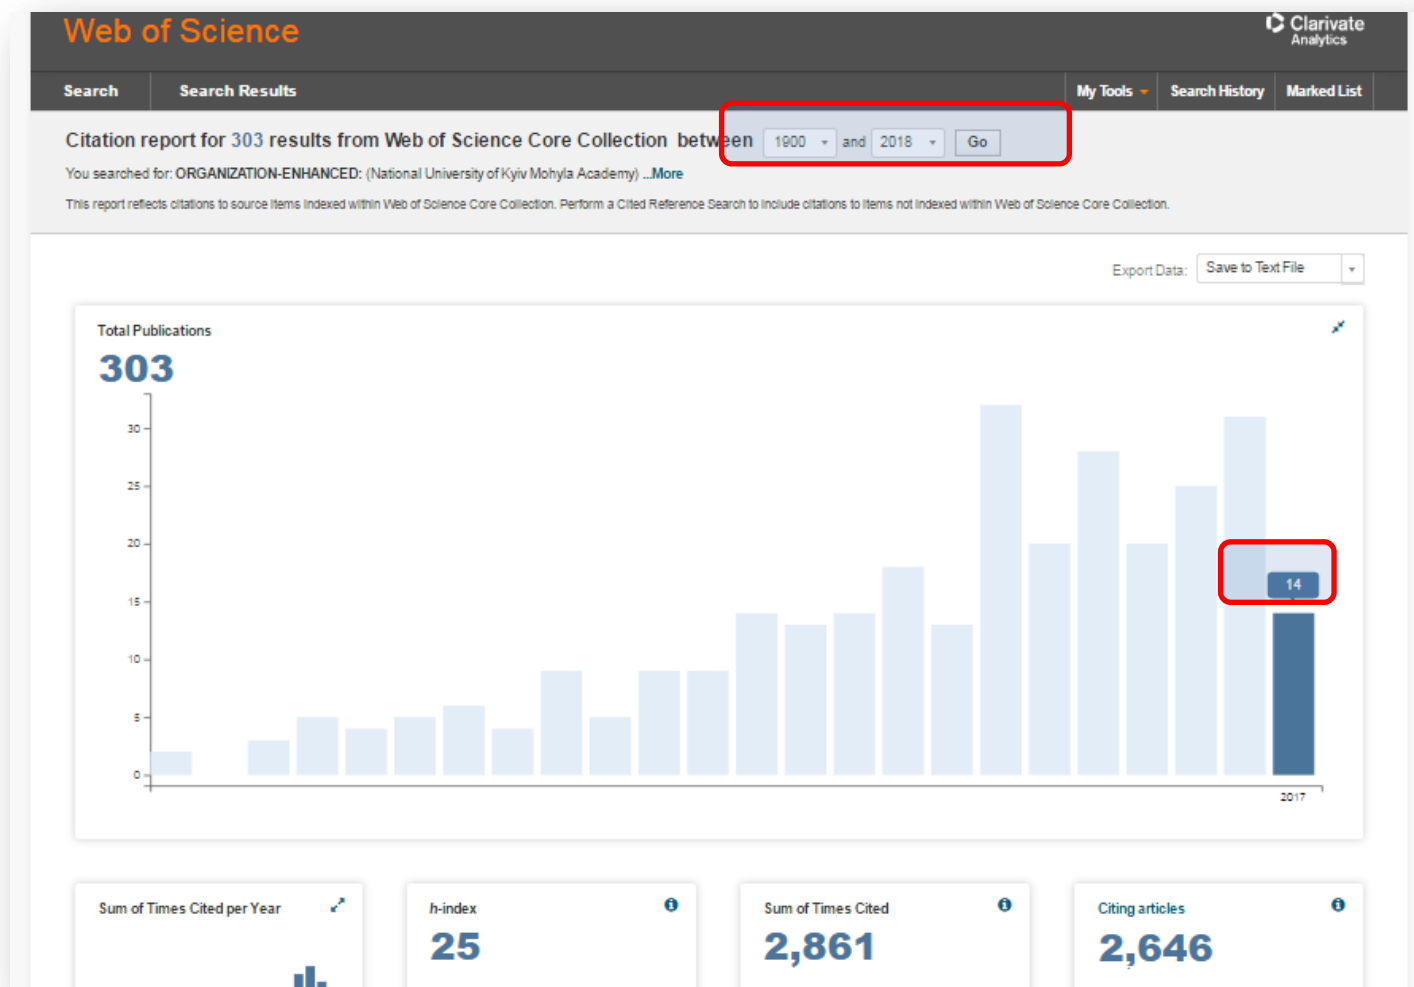 Web of Science
Clarivate
Analytics
Search
Search Results
My Tools
Search History
Marked List
Citation report for 303 results from Web of Science Core Collection between 1900 and 2018 Go
You searched for: ORGANIZATION-ENHANCED: (National University of Kyiv Mohyla Academy) ...More
This report reflects citations to source items indexed within Web of Science Core Collection. Perform a Cited Reference Search to include citations to items not indexed within Web of Science Core Collection.
Export Data: Save to Text File
Total Publications
303
30
25
20
15
10
5
0
14
2017
Sum of Times Cited per Year
h-index
25
Sum of Times Cited
2,861
Citing articles
2,646